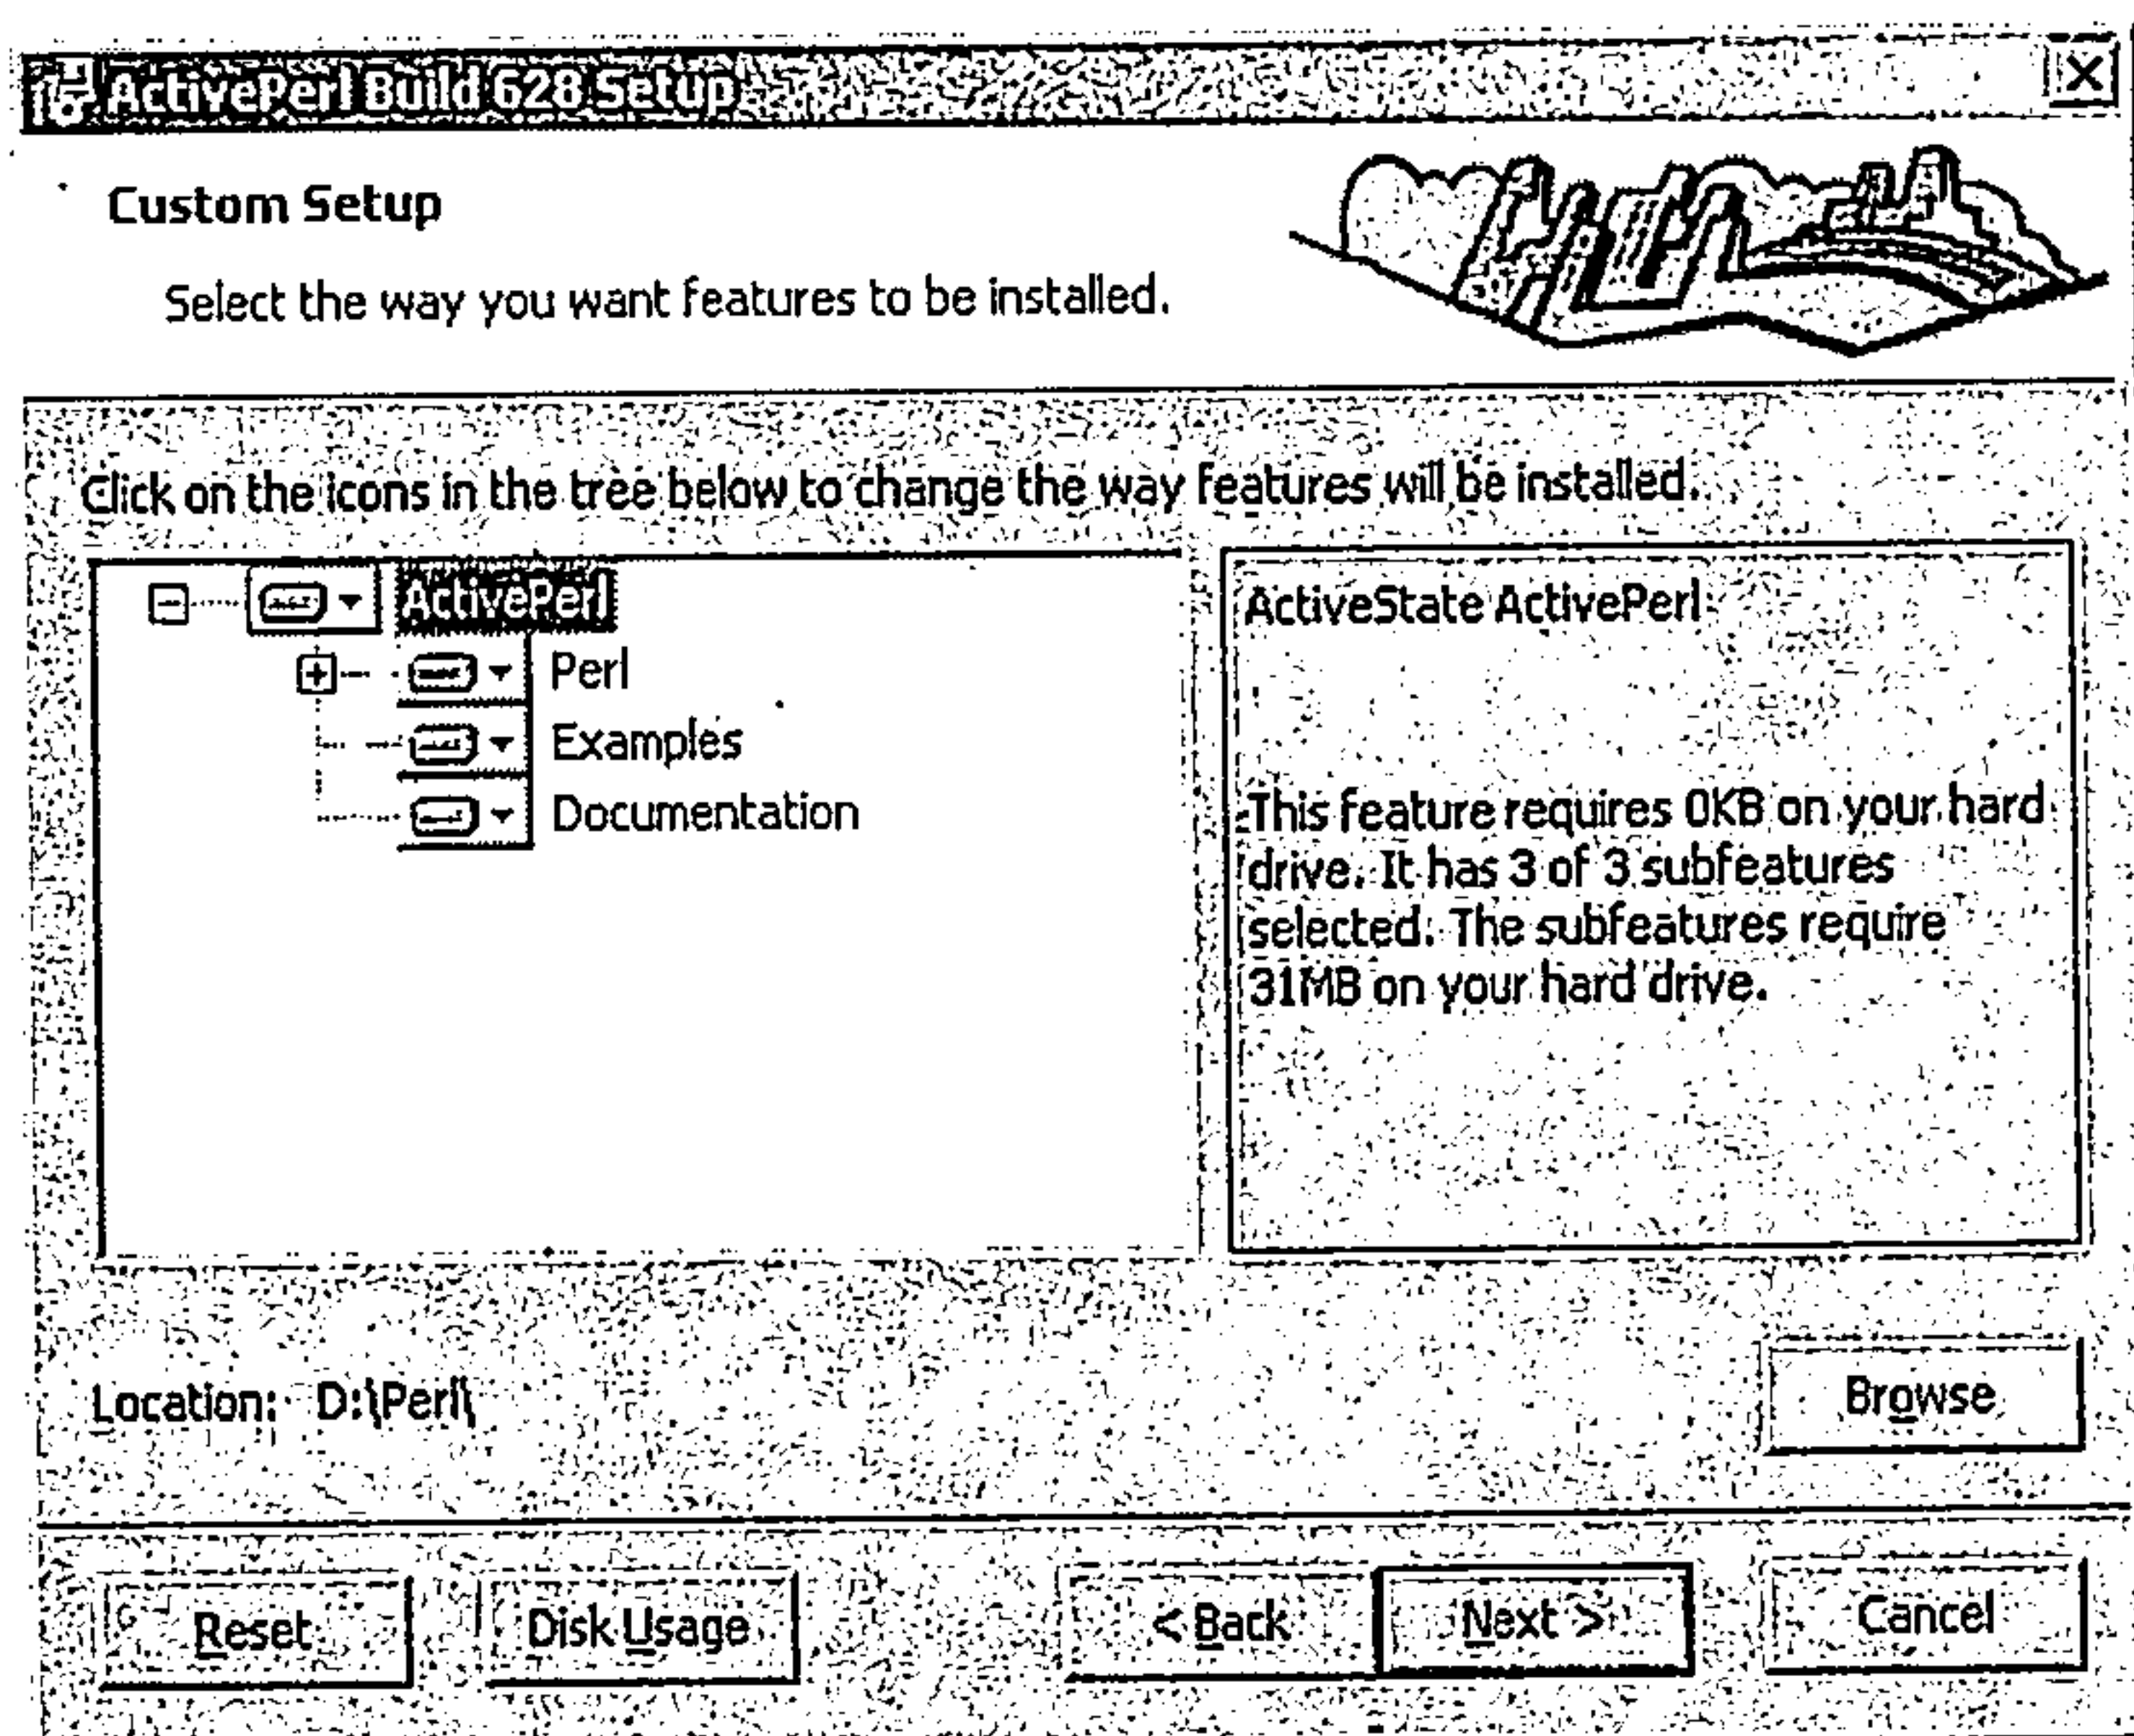 ActivePerl Build 628 Setup
Custom Setup
Select the way you want features to be installed.
Click on the icons in the tree below to change the way features will be installed.
ActivePerl
Perl
Examples
Documentation
ActiveState ActivePerl
This feature requires 0KB on your hard
drive. It has 3 of 3 subfeatures
selected. The subfeatures require
31MB on your hard drive.
Location: D:\Perl\
Browse
Reset
Disk Usage
< Back
Next >
Cancel